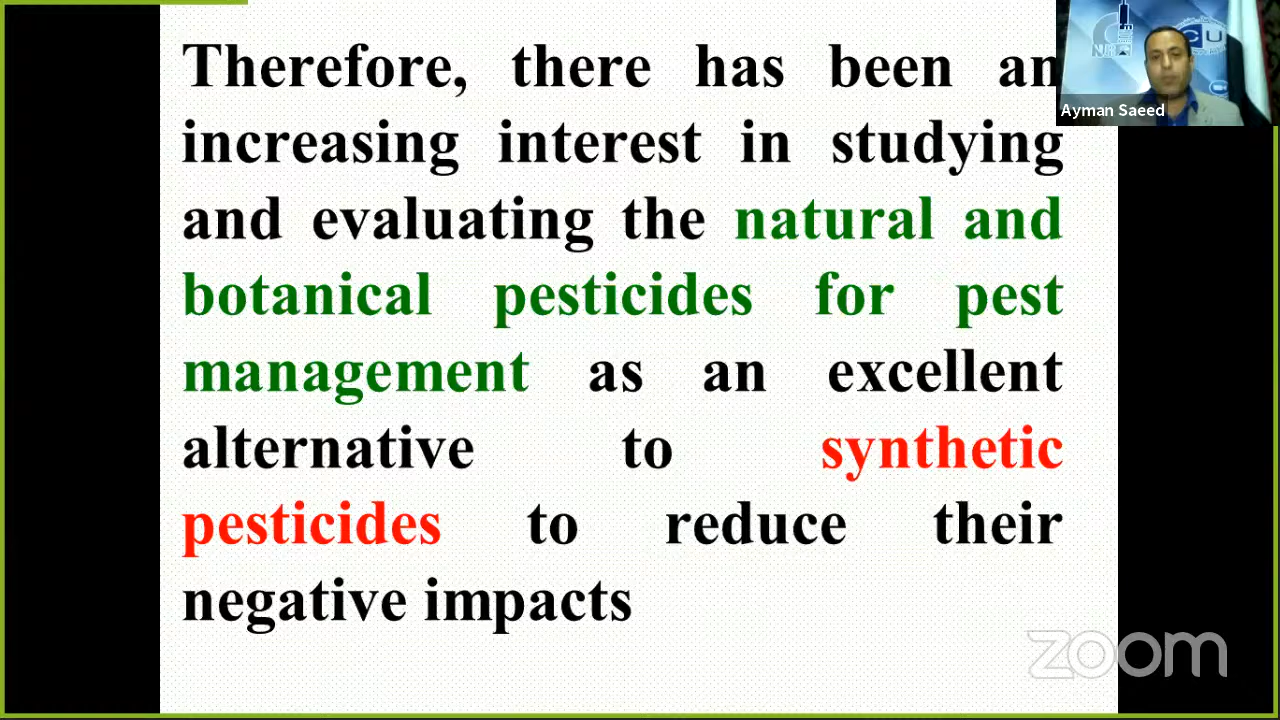 Therefore, there has been an
increasing interest in studying
and evaluating the natural and
botanical pesticides for pest
management as an excellent
alternative to synthetic
pesticides to reduce their
negative impacts
Ayman Saeed
CU
zoom